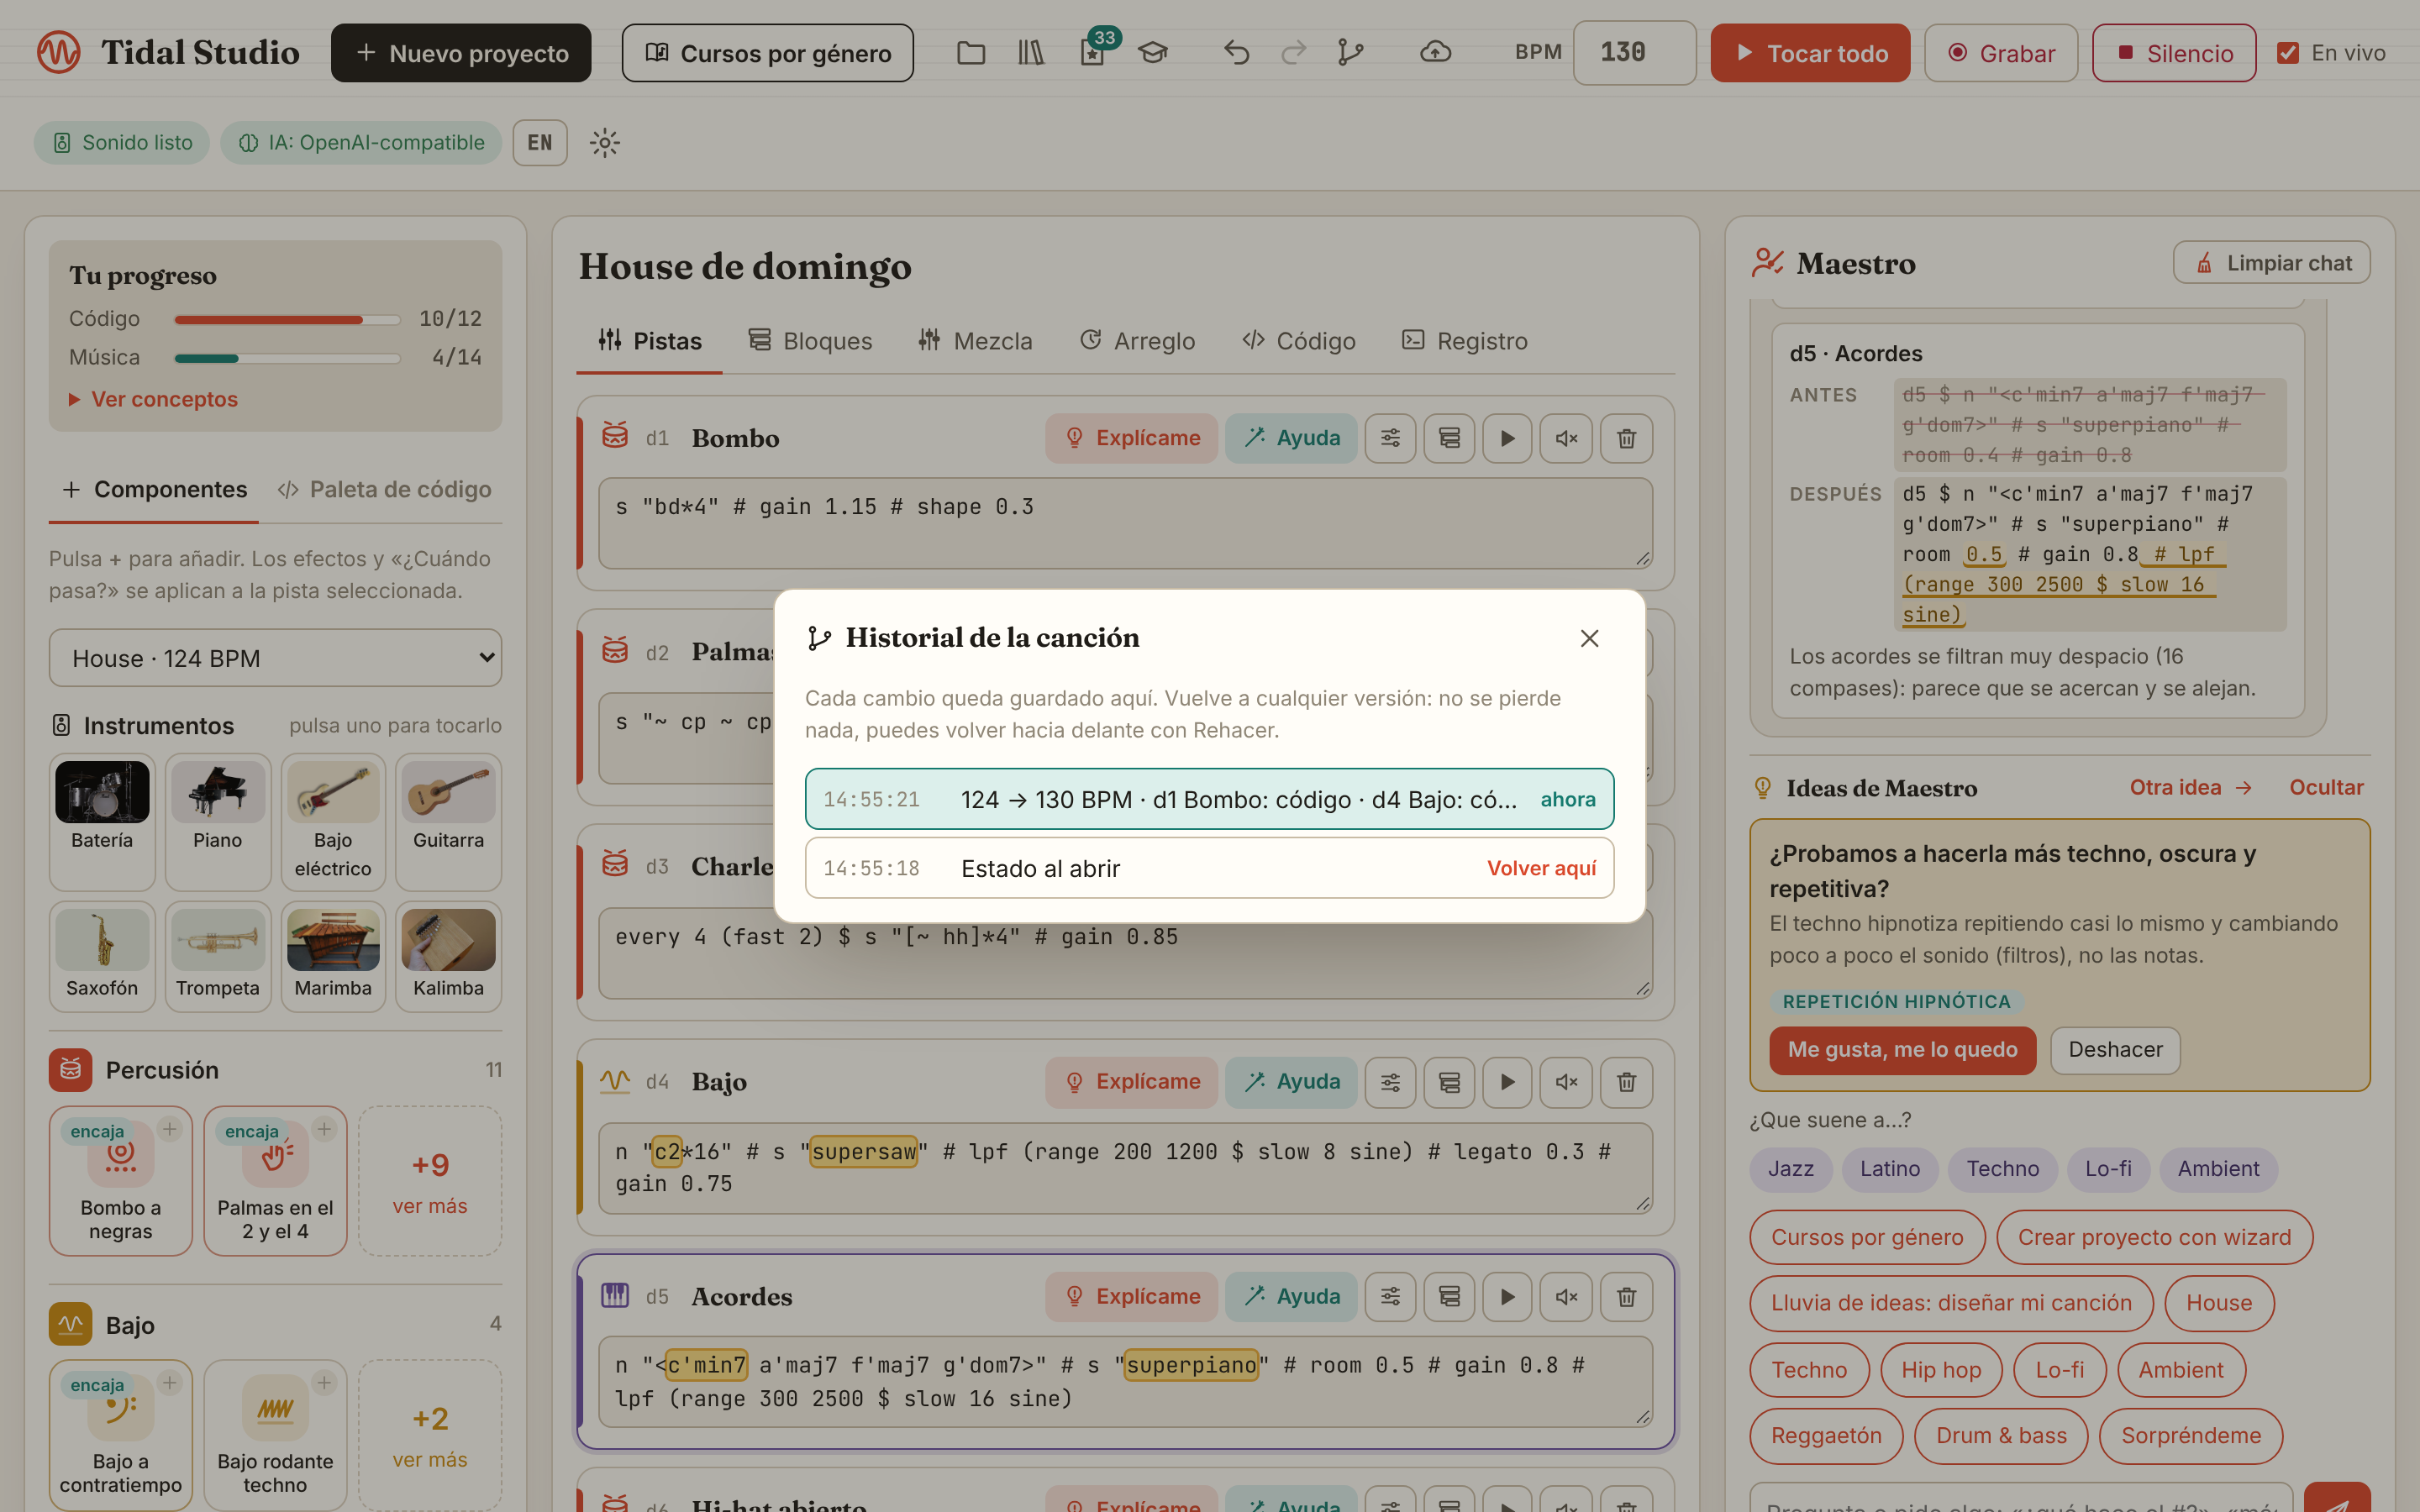 Tidal Studio
Nuevo proyecto
Cursos por género
33
BPM
130
Tocar todo
Grabar
Silencio
En vivo
Sonido listo
IA: OpenAI-compatible
EN
Tu progreso
Código 10/12
Música 4/14
Ver conceptos
Componentes
Paleta de código
Pulsa + para añadir. Los efectos y «¿Cuándo
pasa?» se aplican a la pista seleccionada.
House · 124 BPM
Instrumentos pulsa uno para tocarlo
Batería
Piano
Bajo
eléctrico
Guitarra
Saxofón
Trompeta
Marimba
Kalimba
Percusión 11
encaja
Bombo a
negras
encaja
Palmas en el
2 y el 4
+9
ver más
Bajo 4
encaja
Bajo a
contratiempo
Bajo rodante
techno
+2
ver más
House de domingo
Pistas
Bloques
Mezcla
Arreglo
Código
Registro
d1 Bombo
Explícame
Ayuda
s "bd*4" # gain 1.15 # shape 0.3
d2
s "~ cp ~ cp
d3
every 4 (fast 2) $ s "[~ hh]*4" # gain 0.85
d4 Bajo
Explícame
Ayuda
n "c2*16" # s "supersaw" # lpf (range 200 1200 $ slow 8 sine) # legato 0.3 #
gain 0.75
d5 Acordes
Explícame
Ayuda
n "<c'min7 a'maj7 f'maj7 g'dom7>" # s "superpiano" # room 0.5 # gain 0.8 #
lpf (range 300 2500 $ slow 16 sine)
d6 Hi-hat abierto
Explícame
Ayuda
Historial de la canción
Cada cambio queda guardado aquí. Vuelve a cualquier versión: no se pierde
nada, puedes volver hacia delante con Rehacer.
14:55:21 124 → 130 BPM · d1 Bombo: código · d4 Bajo: có... ahora
14:55:18 Estado al abrir Volver aquí
Maestro
Limpiar chat
d5 · Acordes
ANTES
d5 $ n "<c'min7 a'maj7 f'maj7
g'dom7>" # s "superpiano" #
room 0.4 # gain 0.8
DESPUÉS
d5 $ n "<c'min7 a'maj7 f'maj7
g'dom7>" # s "superpiano" #
room 0.5 # gain 0.8 # lpf
(range 300 2500 $ slow 16
sine)
Los acordes se filtran muy despacio (16
compases): parece que se acercan y se alejan.
Ideas de Maestro
Otra idea →
Ocultar
¿Probamos a hacerla más techno, oscura y
repetitiva?
El techno hipnotiza repitiendo casi lo mismo y cambiando
poco a poco el sonido (filtros), no las notas.
REPETICIÓN HIPNÓTICA
Me gusta, me lo quedo
Deshacer
¿Que suene a...?
Jazz
Latino
Techno
Lo-fi
Ambient
Cursos por género
Crear proyecto con wizard
Lluvia de ideas: diseñar mi canción
House
Techno
Hip hop
Lo-fi
Ambient
Reggaetón
Drum & bass
Sorpréndeme